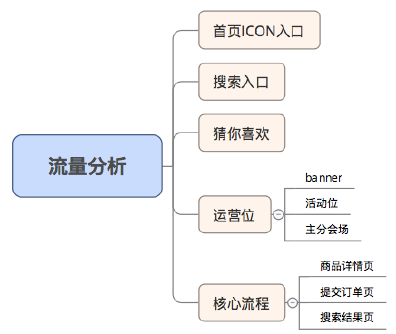 流量分析
首页ICON入口
搜索入口
猜你喜欢
运营位
banner
活动位
主分会场
核心流程
商品详情页
提交订单页
搜索结果页